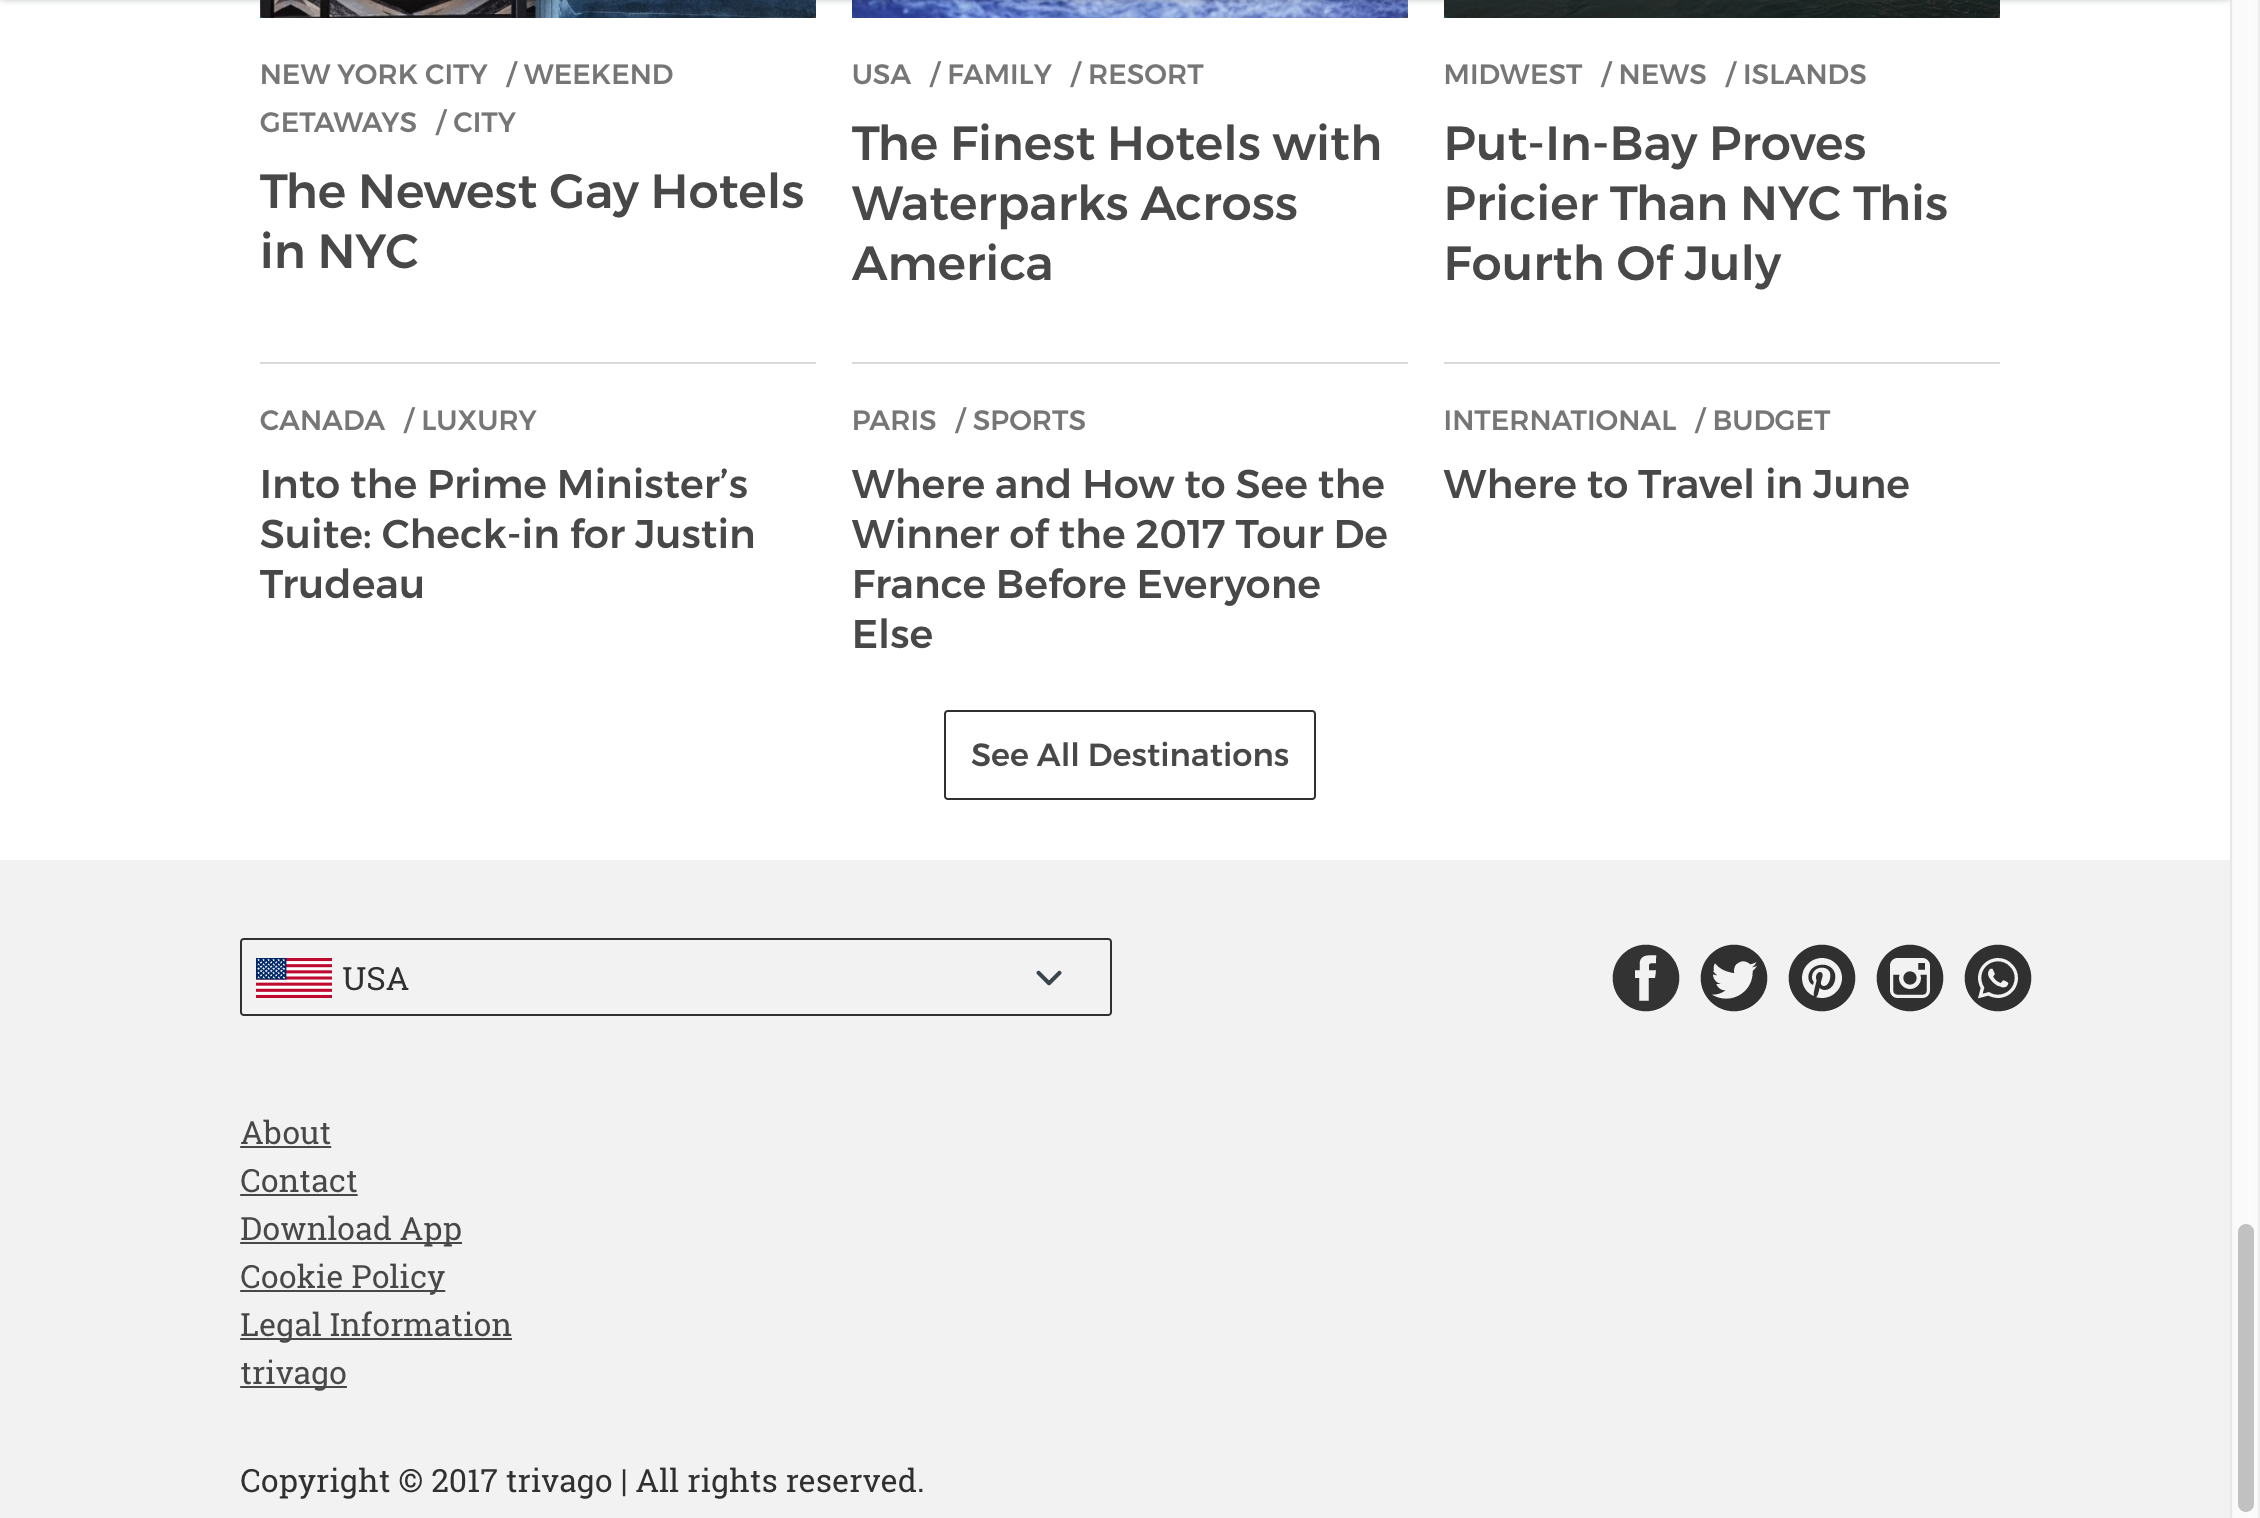 NEW YORK CITY / WEEKEND
GETAWAYS / CITY
The Newest Gay Hotels
in NYC
USA / FAMILY / RESORT
The Finest Hotels with
Waterparks Across
America
MIDWEST / NEWS / ISLANDS
Put-In-Bay Proves
Pricier Than NYC This
Fourth Of July
CANADA / LUXURY
Into the Prime Minister’s
Suite: Check-in for Justin
Trudeau
PARIS / SPORTS
Where and How to See the
Winner of the 2017 Tour De
France Before Everyone
Else
INTERNATIONAL / BUDGET
Where to Travel in June
See All Destinations
USA
About
Contact
Download App
Cookie Policy
Legal Information
trivago
Copyright © 2017 trivago | All rights reserved.